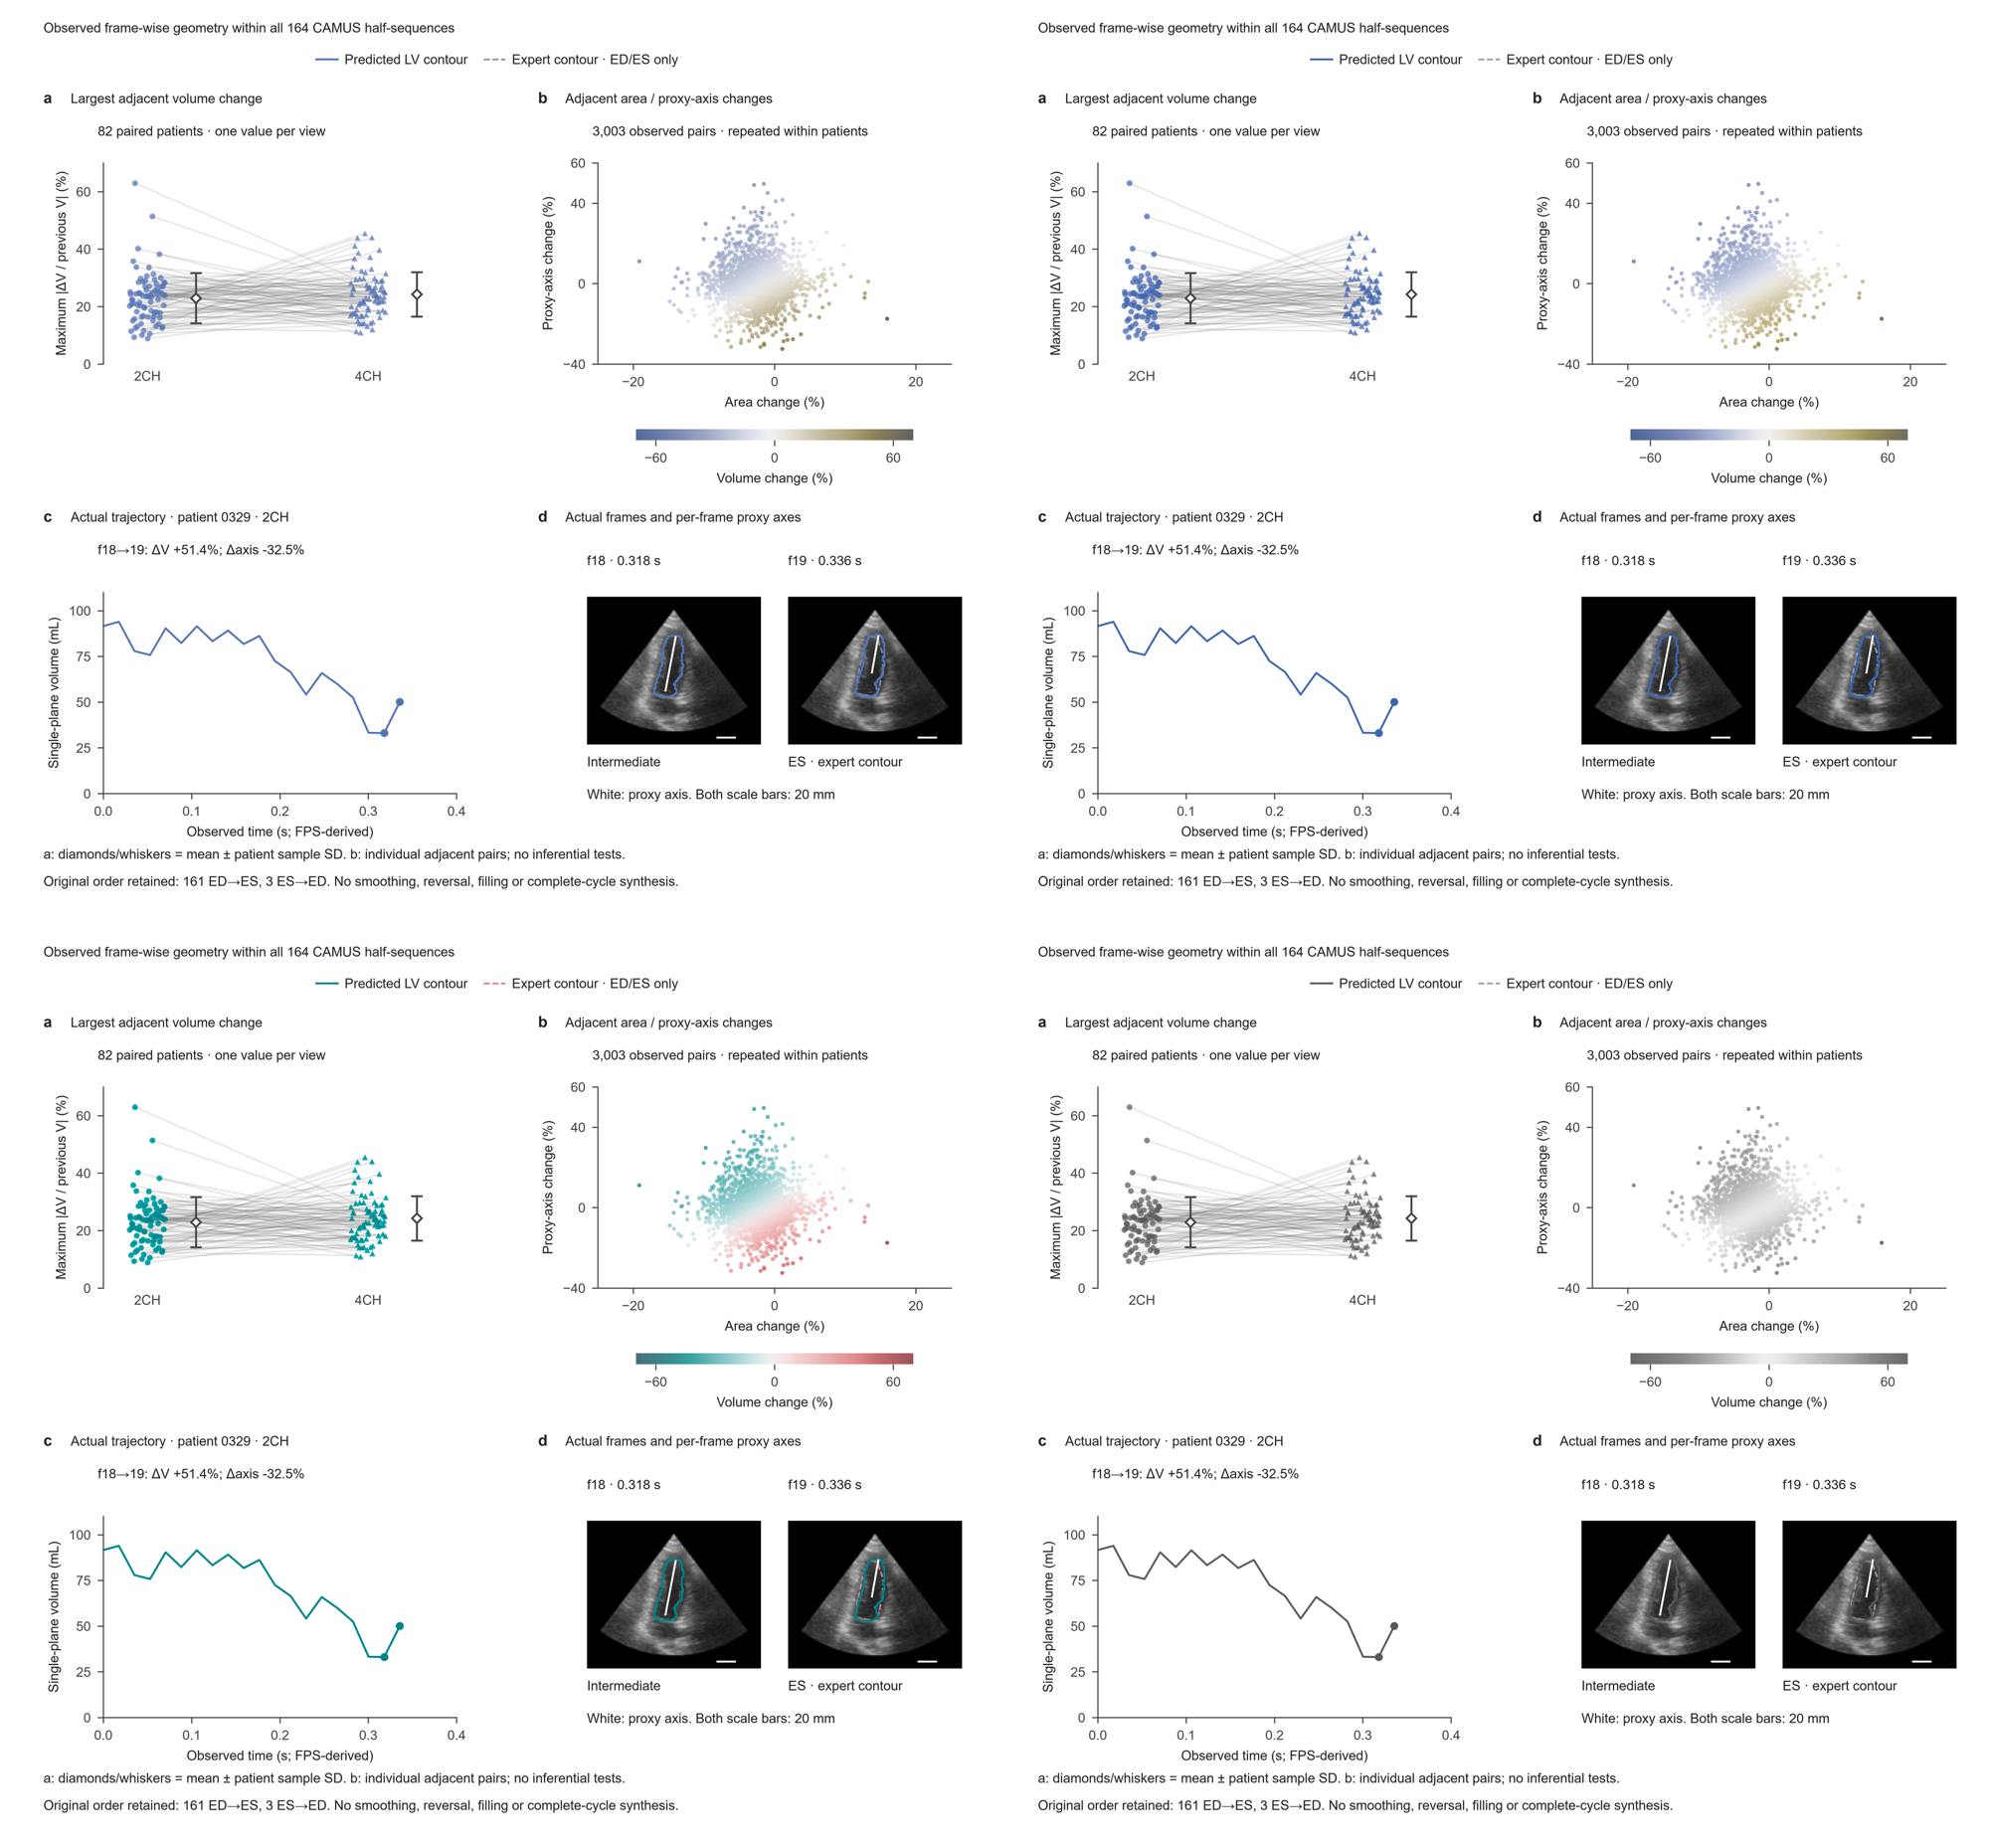 Observed frame-wise geometry within all 164 CAMUS half-sequences
Predicted LV contour
Expert contour · ED/ES only
a Largest adjacent volume change
82 paired patients · one value per view
Maximum |ΔV / previous V| (%)
60
40
20
0
2CH
4CH
b Adjacent area / proxy-axis changes
3,003 observed pairs · repeated within patients
Proxy-axis change (%)
60
40
0
−40
−20
0
20
Area change (%)
−60
0
60
Volume change (%)
c Actual trajectory · patient 0329 · 2CH
f18→19: ΔV +51.4%; Δaxis -32.5%
Single-plane volume (mL)
100
75
50
25
0
0.0
0.1
0.2
0.3
0.4
Observed time (s; FPS-derived)
d Actual frames and per-frame proxy axes
f18 · 0.318 s
f19 · 0.336 s
Intermediate
ES · expert contour
White: proxy axis. Both scale bars: 20 mm
a: diamonds/whiskers = mean ± patient sample SD. b: individual adjacent pairs; no inferential tests.
Original order retained: 161 ED→ES, 3 ES→ED. No smoothing, reversal, filling or complete-cycle synthesis.
Observed frame-wise geometry within all 164 CAMUS half-sequences
Predicted LV contour
Expert contour · ED/ES only
a Largest adjacent volume change
82 paired patients · one value per view
Maximum |ΔV / previous V| (%)
60
40
20
0
2CH
4CH
b Adjacent area / proxy-axis changes
3,003 observed pairs · repeated within patients
Proxy-axis change (%)
60
40
0
−40
−20
0
20
Area change (%)
−60
0
60
Volume change (%)
c Actual trajectory · patient 0329 · 2CH
f18→19: ΔV +51.4%; Δaxis -32.5%
Single-plane volume (mL)
100
75
50
25
0
0.0
0.1
0.2
0.3
0.4
Observed time (s; FPS-derived)
d Actual frames and per-frame proxy axes
f18 · 0.318 s
f19 · 0.336 s
Intermediate
ES · expert contour
White: proxy axis. Both scale bars: 20 mm
a: diamonds/whiskers = mean ± patient sample SD. b: individual adjacent pairs; no inferential tests.
Original order retained: 161 ED→ES, 3 ES→ED. No smoothing, reversal, filling or complete-cycle synthesis.
Observed frame-wise geometry within all 164 CAMUS half-sequences
Predicted LV contour
Expert contour · ED/ES only
a Largest adjacent volume change
82 paired patients · one value per view
Maximum |ΔV / previous V| (%)
60
40
20
0
2CH
4CH
b Adjacent area / proxy-axis changes
3,003 observed pairs · repeated within patients
Proxy-axis change (%)
60
40
0
−40
−20
0
20
Area change (%)
−60
0
60
Volume change (%)
c Actual trajectory · patient 0329 · 2CH
f18→19: ΔV +51.4%; Δaxis -32.5%
Single-plane volume (mL)
100
75
50
25
0
0.0
0.1
0.2
0.3
0.4
Observed time (s; FPS-derived)
d Actual frames and per-frame proxy axes
f18 · 0.318 s
f19 · 0.336 s
Intermediate
ES · expert contour
White: proxy axis. Both scale bars: 20 mm
a: diamonds/whiskers = mean ± patient sample SD. b: individual adjacent pairs; no inferential tests.
Original order retained: 161 ED→ES, 3 ES→ED. No smoothing, reversal, filling or complete-cycle synthesis.
Observed frame-wise geometry within all 164 CAMUS half-sequences
Predicted LV contour
Expert contour · ED/ES only
a Largest adjacent volume change
82 paired patients · one value per view
Maximum |ΔV / previous V| (%)
60
40
20
0
2CH
4CH
b Adjacent area / proxy-axis changes
3,003 observed pairs · repeated within patients
Proxy-axis change (%)
60
40
0
−40
−20
0
20
Area change (%)
−60
0
60
Volume change (%)
c Actual trajectory · patient 0329 · 2CH
f18→19: ΔV +51.4%; Δaxis -32.5%
Single-plane volume (mL)
100
75
50
25
0
0.0
0.1
0.2
0.3
0.4
Observed time (s; FPS-derived)
d Actual frames and per-frame proxy axes
f18 · 0.318 s
f19 · 0.336 s
Intermediate
ES · expert contour
White: proxy axis. Both scale bars: 20 mm
a: diamonds/whiskers = mean ± patient sample SD. b: individual adjacent pairs; no inferential tests.
Original order retained: 161 ED→ES, 3 ES→ED. No smoothing, reversal, filling or complete-cycle synthesis.